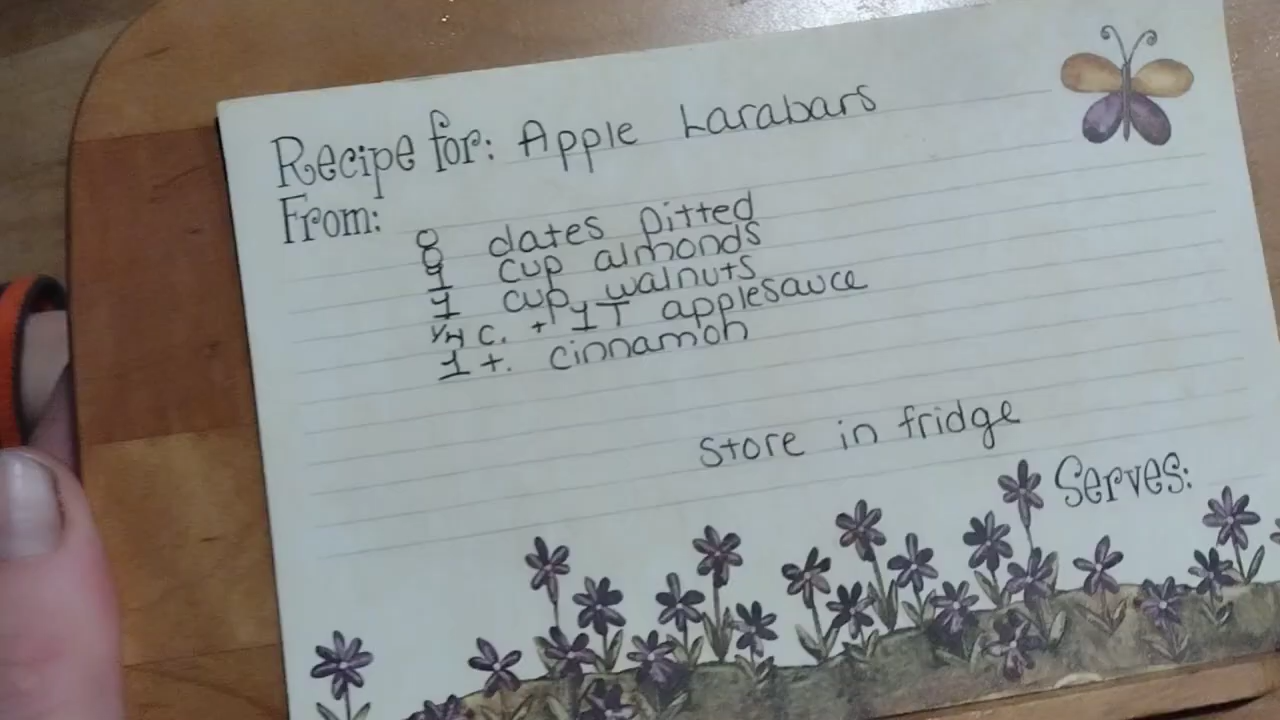 Recipe for: Apple Larabars
From:
8 dates pitted
1 cup almonds
1 cup walnuts
1/4 c. + 1T applesauce
1 t. cinnamon
store in fridge
Serves: